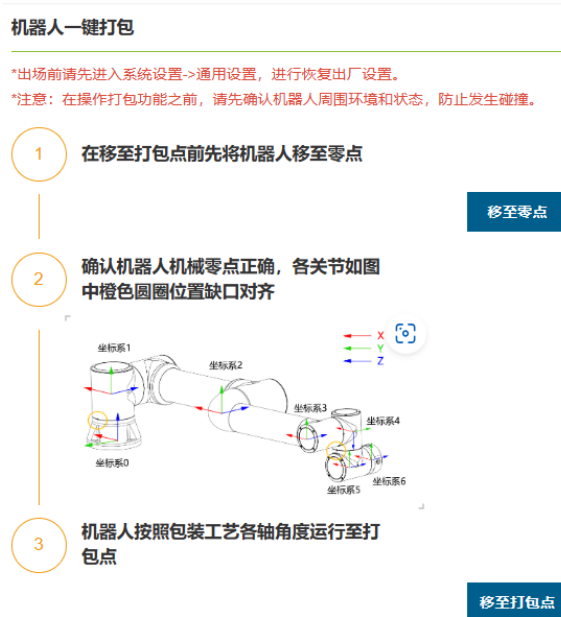 机器人一键打包
*出场前请先进入系统设置->通用设置，进行恢复出厂设置。
*注意：在操作打包功能之前，请先确认机器人周围环境和状态，防止发生碰撞。
1
在移至打包点前先将机器人移至零点
移至零点
2
确认机器人机械零点正确，各关节如图
中橙色圆圈位置缺口对齐
X
Y
Z
坐标系1
坐标系2
坐标系3
坐标系4
坐标系0
坐标系5
坐标系6
3
机器人按照包装工艺各轴角度运行至打
包点
移至打包点